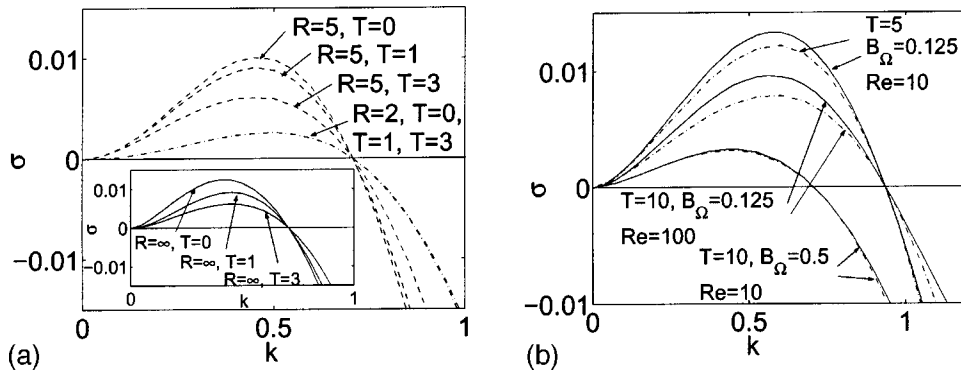 (a)
σ
0.01
0
−0.01
0
0.5
1
k
R=5, T=0
R=5, T=1
R=5, T=3
R=2, T=0,
T=1, T=3
σ
0.01
0
−0.01
0
0.5
1
k
R=∞, T=0
R=∞, T=1
R=∞, T=3
(b)
σ
0.01
0
−0.01
0
0.5
1
k
T=5
B_Ω=0.125
Re=10
T=10, B_Ω=0.125
Re=100
T=10, B_Ω=0.5
Re=10